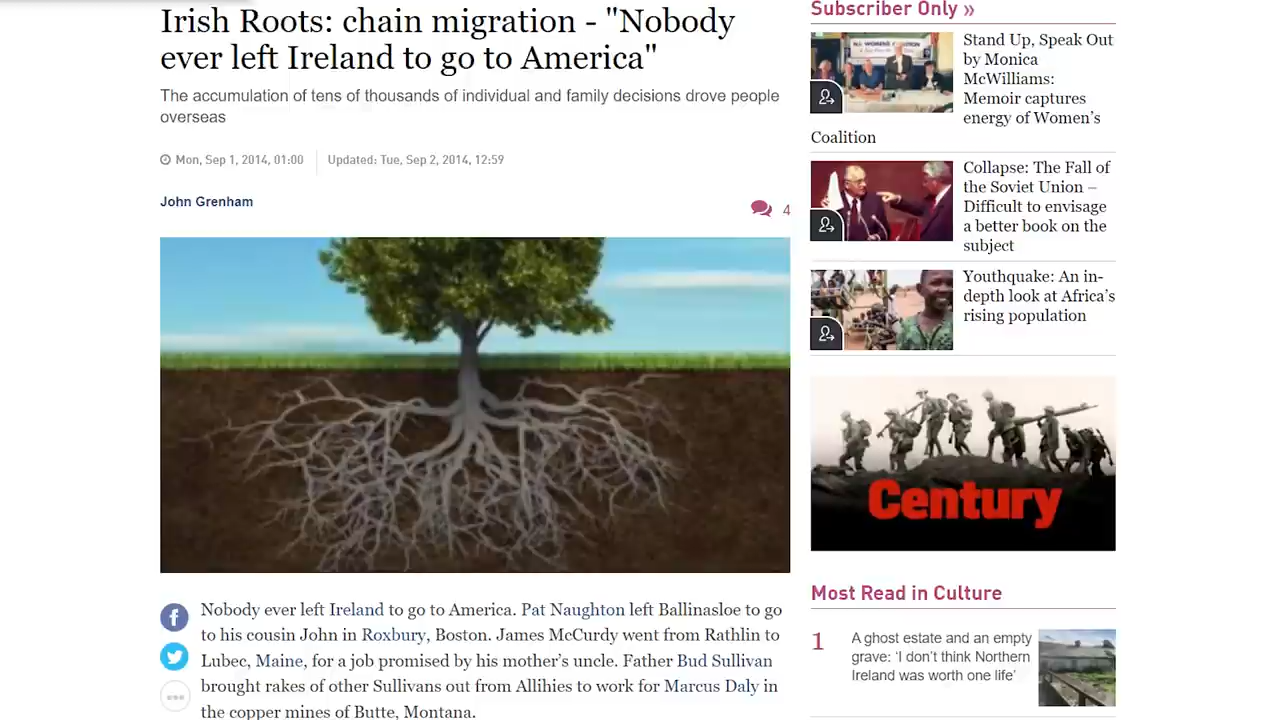 Irish Roots: chain migration - "Nobody
ever left Ireland to go to America"
The accumulation of tens of thousands of individual and family decisions drove people
overseas
Mon, Sep 1, 2014, 01:00
Updated: Tue, Sep 2, 2014, 12:59
John Grenham
4
Nobody ever left Ireland to go to America. Pat Naughton left Ballinasloe to go
to his cousin John in Roxbury, Boston. James McCurdy went from Rathlin to
Lubec, Maine, for a job promised by his mother's uncle. Father Bud Sullivan
brought rakes of other Sullivans out from Allihies to work for Marcus Daly in
the copper mines of Butte, Montana.
Subscriber Only »
Stand Up, Speak Out
by Monica
McWilliams:
Memoir captures
energy of Women's
Coalition
Collapse: The Fall of
the Soviet Union –
Difficult to envisage
a better book on the
subject
Youthquake: An in-
depth look at Africa's
rising population
Century
Most Read in Culture
1
A ghost estate and an empty
grave: 'I don't think Northern
Ireland was worth one life'